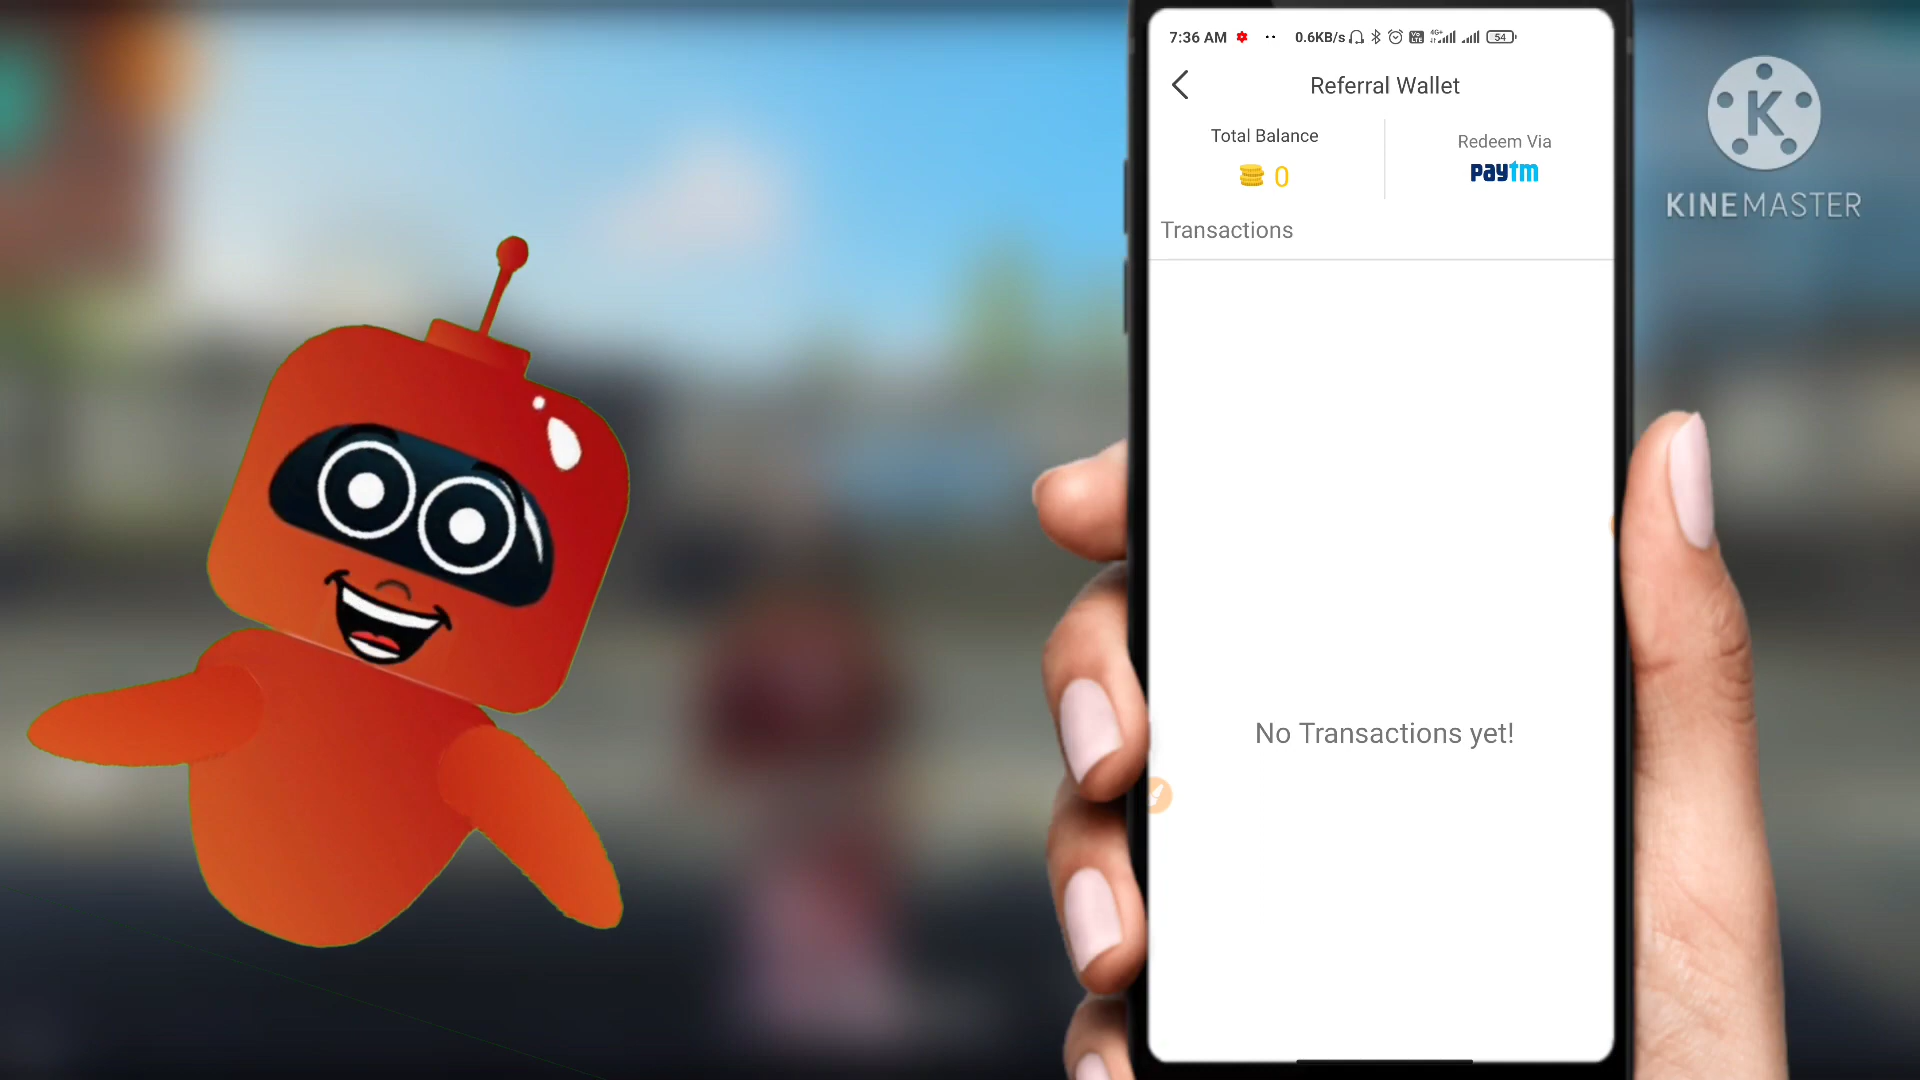 7:36 AM 0.6KB/s 4G+ 54
Referral Wallet
Total Balance
0
Redeem Via
paytm
Transactions
No Transactions yet!
K
KINEMASTER